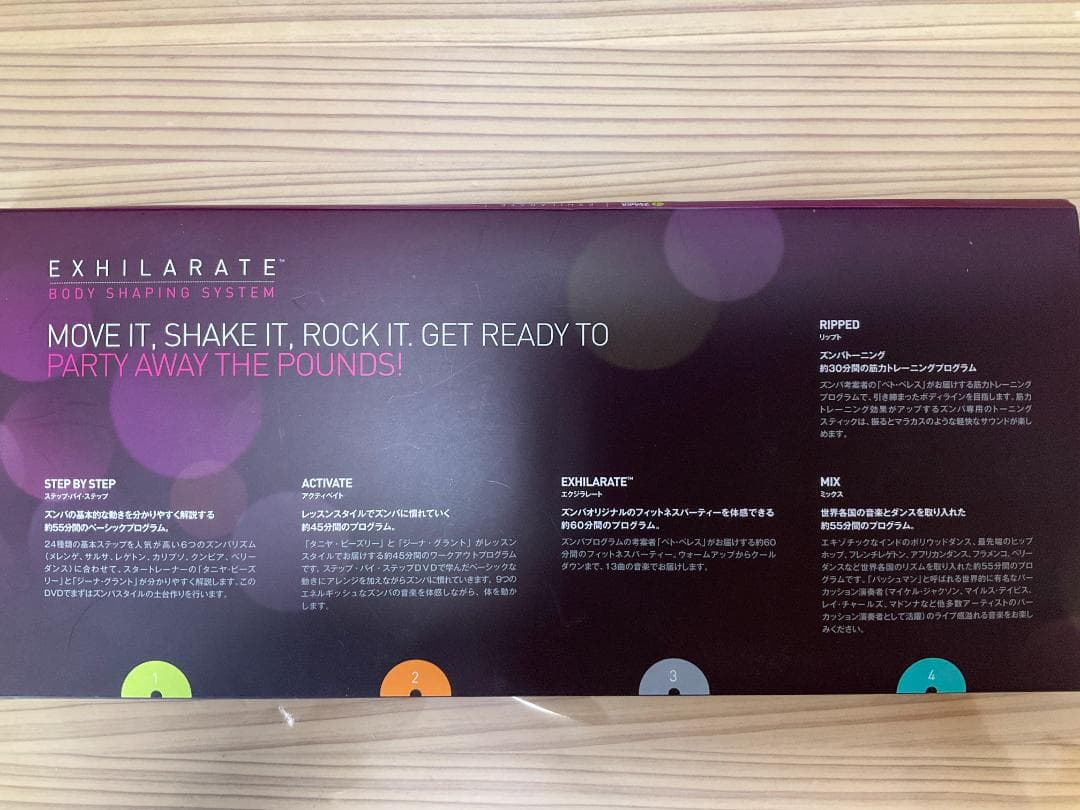 EXHILARATE™
BODY SHAPING SYSTEM
MOVE IT, SHAKE IT, ROCK IT. GET READY TO
PARTY AWAY THE POUNDS!
RIPPED
リップト
ズンバトーニング
約30分間の筋力トレーニングプログラム
ズンバ考案者の「ベト・ペレス」がお届けする筋力トレーニング
プログラムで、引き締まったボディラインを目指します。筋力
トレーニング効果がアップするズンバ専用のトーニング
スティックは、振るとマラカスのような軽快なサウンドが楽し
めます。
STEP BY STEP
ステップ・バイ・ステップ
ズンバの基本的な動きを分かりやすく解説する
約55分間のベーシックプログラム。
24種類の基本ステップを人気が高い6つのズンバリズム
(メレンゲ、サルサ、レゲトン、カリプソ、クンビア、ベリー
ダンス)に合わせて、スタートレーナーの「タニヤ・ビーズ
リー」と「ジーナ・グラント」が分かりやすく解説します。この
DVDでまずはズンバスタイルの土台作りを行います。
ACTIVATE
アクティベイト
レッスンスタイルでズンバに慣れていく
約45分間のプログラム。
「タニヤ・ビーズリー」と「ジーナ・グラント」がレッスン
スタイルでお届けする約45分間のワークアウトプログラム
です。ステップ・バイ・ステップDVDで学んだベーシックな
動きにアレンジを加えながらズンバに慣れていきます。9つの
エネルギッシュなズンバの音楽を体感しながら、体を動か
します。
EXHILARATE™
エクジラレート
ズンバオリジナルのフィットネスパーティーを体感できる
約60分間のプログラム。
ズンバプログラムの考案者「ベト・ペレス」がお届けする約60
分間のフィットネスパーティー。ウォームアップからクール
ダウンまで、13曲の音楽でお届けします。
MIX
ミックス
世界各国の音楽とダンスを取り入れた
約55分間のプログラム。
エキゾチックなインドのボリウッドダンス、最先端のヒップ
ホップ、フレンチレゲトン、アフリカンダンス、フラメンコ、ベリー
ダンスなど世界各国のリズムを取り入れた約55分間のプロ
グラムです。「バッシュマン」と呼ばれる世界的に有名なパー
カッション演奏者(マイケル・ジャクソン、マイルス・デイビス、
レイ・チャールズ、マドンナなど他多数アーティストのパー
カッション演奏者として活躍)のライブ感溢れる音楽をお楽し
みください。
1
2
3
4